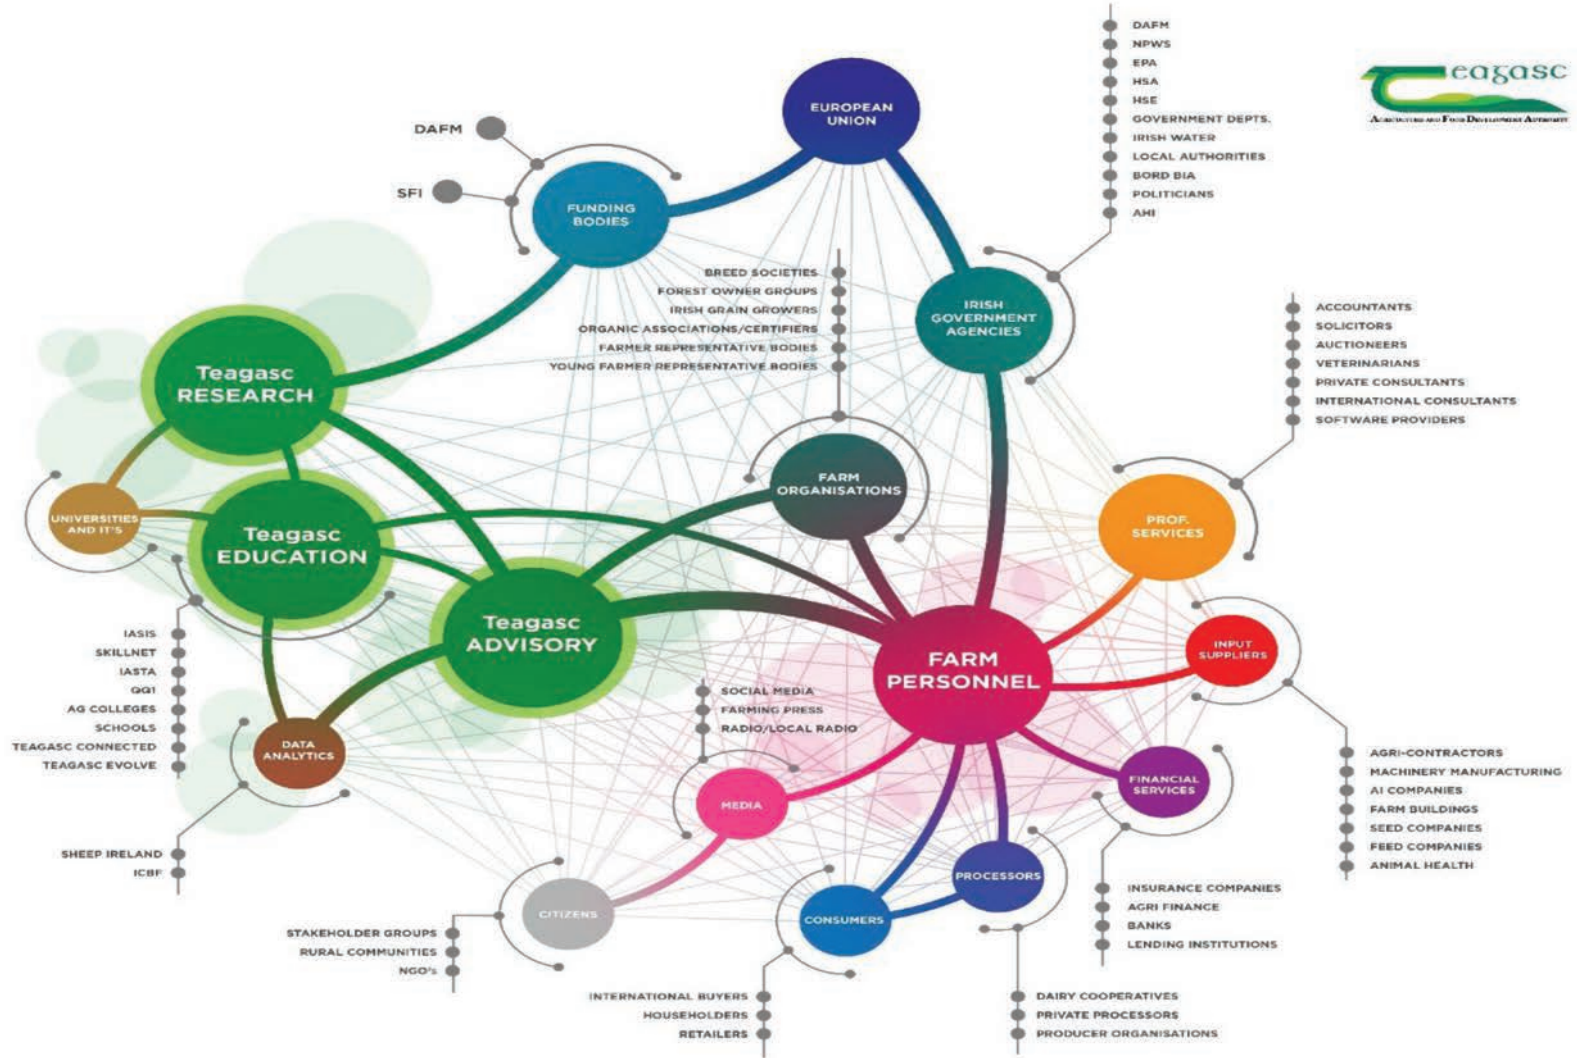 DAFM
NPWS
EPA
HSA
HSE
GOVERNMENT DEPTS.
IRISH WATER
LOCAL AUTHORITIES
BORD BIA
POLITICIANS
AHI
eagasc
AGRICULTURE AND FOOD DEVELOPMENT AUTHORITY
EUROPEAN
UNION
DAFM
SFI
FUNDING
BODIES
BREED SOCIETIES
FOREST OWNER GROUPS
IRISH GRAIN GROWERS
ORGANIC ASSOCIATIONS/CERTIFIERS
FARMER REPRESENTATIVE BODIES
YOUNG FARMER REPRESENTATIVE BODIES
IRISH
GOVERNMENT
AGENCIES
ACCOUNTANTS
SOLICITORS
AUCTIONEERS
VETERINARIANS
PRIVATE CONSULTANTS
INTERNATIONAL CONSULTANTS
SOFTWARE PROVIDERS
Teagasc
RESEARCH
FARM
ORGANISATIONS
PROF.
SERVICES
UNIVERSITIES
AND IT'S
Teagasc
EDUCATION
Teagasc
ADVISORY
FARM
PERSONNEL
INPUT
SUPPLIERS
IASIS
SKILLNET
IASTA
QQ1
AG COLLEGES
SCHOOLS
TEAGASC CONNECTED
TEAGASC EVOLVE
DATA
ANALYTICS
SOCIAL MEDIA
FARMING PRESS
RADIO/LOCAL RADIO
MEDIA
FINANCIAL
SERVICES
AGRI-CONTRACTORS
MACHINERY MANUFACTURING
AI COMPANIES
FARM BUILDINGS
SEED COMPANIES
FEED COMPANIES
ANIMAL HEALTH
SHEEP IRELAND
ICBF
CITIZENS
CONSUMERS
PROCESSORS
INSURANCE COMPANIES
AGRI FINANCE
BANKS
LENDING INSTITUTIONS
STAKEHOLDER GROUPS
RURAL COMMUNITIES
NGO's
INTERNATIONAL BUYERS
HOUSEHOLDERS
RETAILERS
DAIRY COOPERATIVES
PRIVATE PROCESSORS
PRODUCER ORGANISATIONS